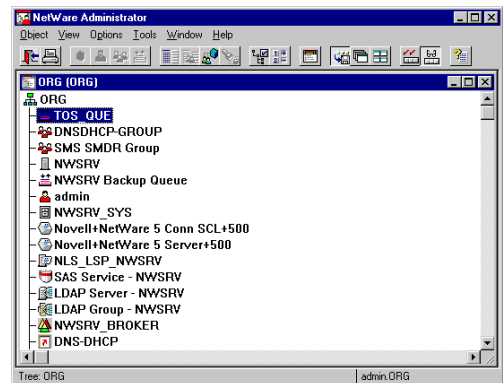 NetWare Administrator
Object View Options Tools Window Help
ORG (ORG)
ORG
TOS_QUE
DNSDHCP-GROUP
SMS SMDR Group
NWSRV
NWSRV Backup Queue
admin
NWSRV_SYS
Novell+NetWare 5 Conn SCL+500
Novell+NetWare 5 Server+500
NLS_LSP_NWSRV
SAS Service - NWSRV
LDAP Server - NWSRV
LDAP Group - NWSRV
NWSRV_BROKER
DNS-DHCP
Tree: ORG admin.ORG